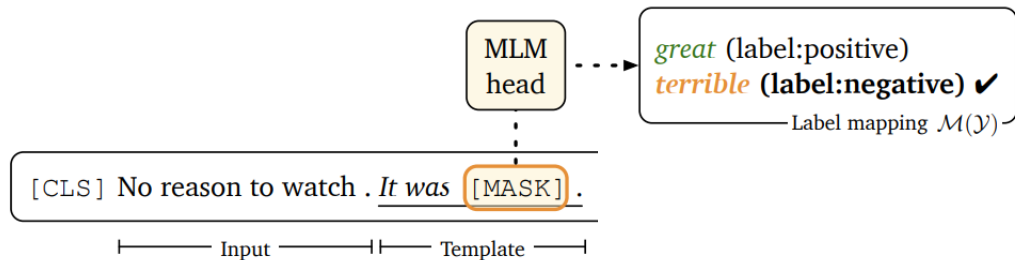 MLM
head
great (label:positive)
terrible (label:negative) ✔
Label mapping ℳ(𝒴)
[CLS] No reason to watch . It was [MASK] .
Input
Template